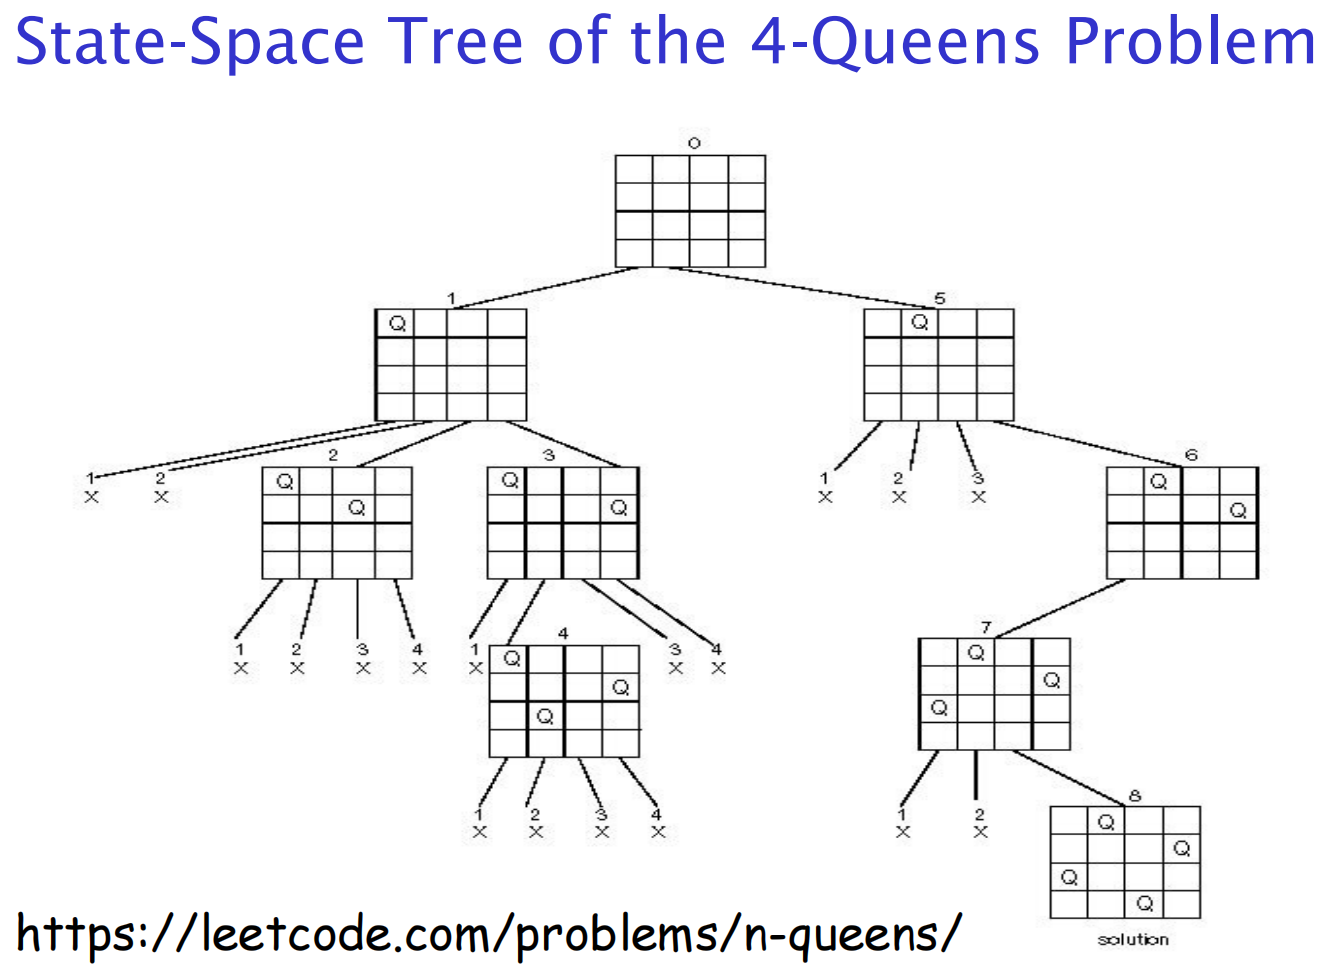 State-Space Tree of the 4-Queens Problem
0
1
5
Q
Q
2
3
6
1
2
1
2
3
X
X
X
X
X
Q
Q
Q
Q
Q
Q
4
7
1
2
3
4
1
3
4
X
X
X
X
X
X
X
Q
Q
Q
Q
Q
Q
8
1
2
3
4
1
2
X
X
X
X
X
X
Q
Q
Q
Q
solution
https://leetcode.com/problems/n-queens/